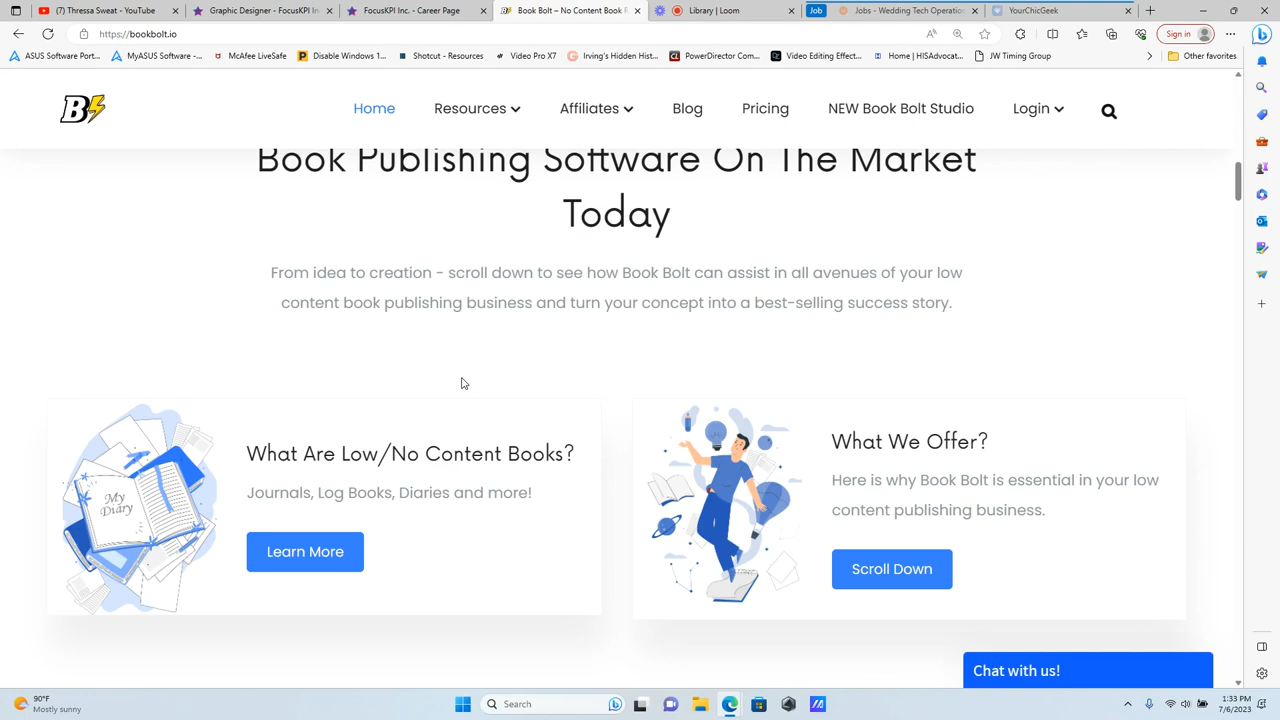 (2) Thressa Sweat - YouTube
Graphic Designer - FocusKPI Inc.
FocusKPI Inc. - Career Page
Book Bolt – No Content Book R
Library | Loom
Job
Jobs - Wedding Tech Operation
YourChicGeek
https://bookbolt.io
Sign in
ASUS Software Port...
MyASUS Software -...
McAfee LiveSafe
Disable Windows 1...
Shotcut - Resources
Video Pro X7
Irving's Hidden Hist...
PowerDirector Com...
Video Editing Effect...
Home | HISAdvocat...
JW Timing Group
Other favorites
B
Home
Resources
Affiliates
Blog
Pricing
NEW Book Bolt Studio
Login
Book Publishing Software On The Market
Today
From idea to creation - scroll down to see how Book Bolt can assist in all avenues of your low
content book publishing business and turn your concept into a best-selling success story.
My
Diary
What Are Low/No Content Books?
Journals, Log Books, Diaries and more!
Learn More
What We Offer?
Here is why Book Bolt is essential in your low
content publishing business.
Scroll Down
Chat with us!
90°F
Mostly sunny
Search
1:33 PM
7/6/2023